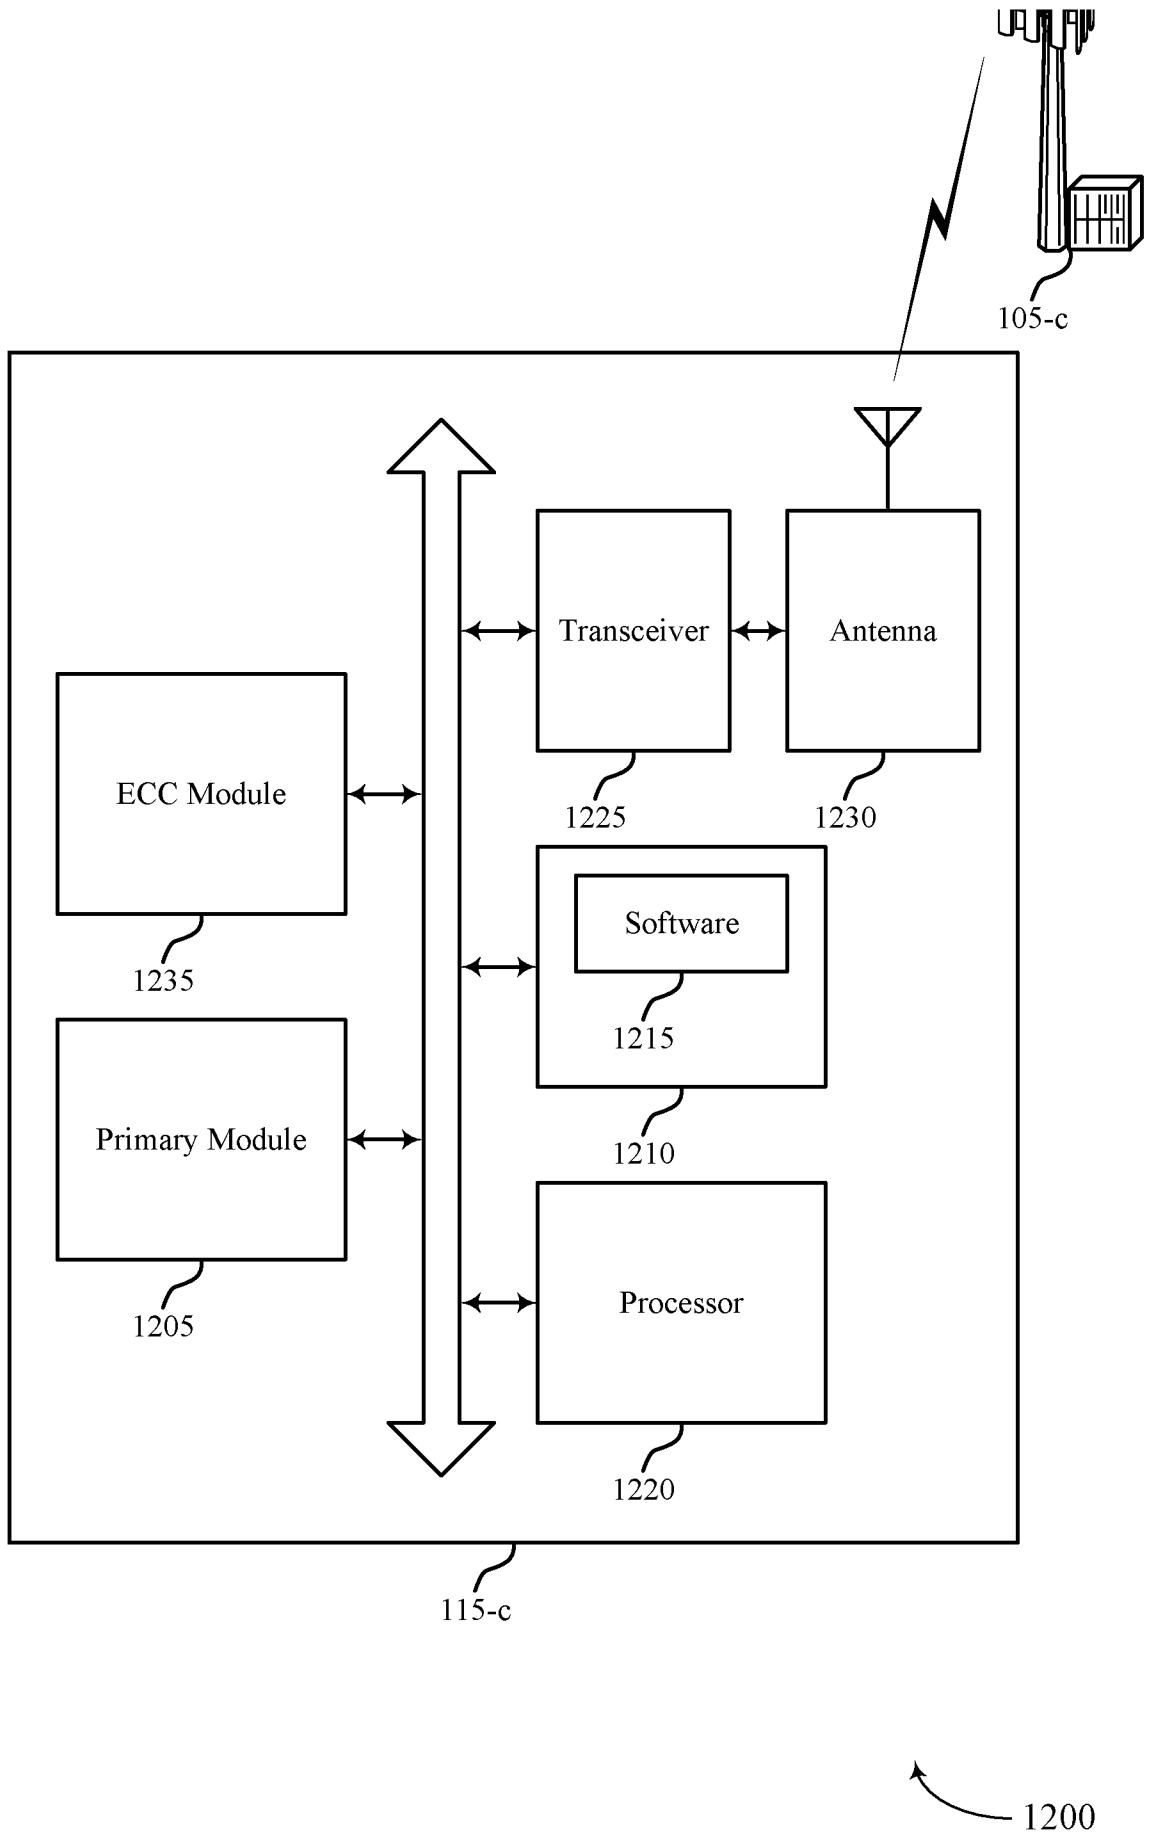 105-c
Transceiver
Antenna
1225
1230
ECC Module
1235
Software
1215
1210
Primary Module
1205
Processor
1220
115-c
1200